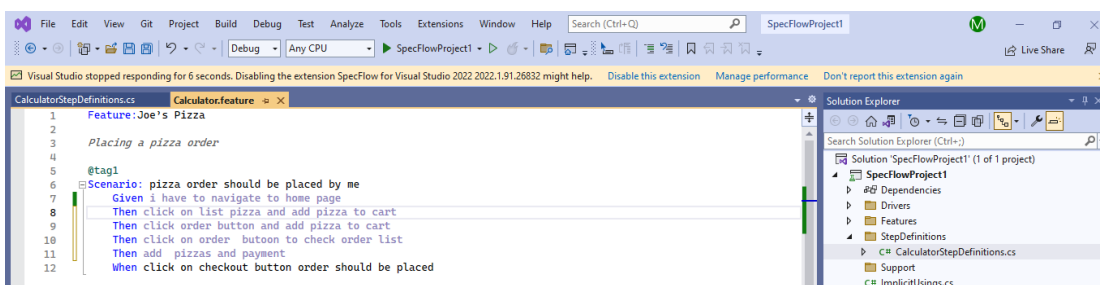 File Edit View Git Project Build Debug Test Analyze Tools Extensions Window Help Search (Ctrl+Q) SpecFlowProject1 M
Debug Any CPU SpecFlowProject1 Live Share
Visual Studio stopped responding for 6 seconds. Disabling the extension SpecFlow for Visual Studio 2022 2022.1.91.26832 might help. Disable this extension Manage performance Don't report this extension again
CalculatorStepDefinitions.cs Calculator.feature
1 Feature:Joe's Pizza
2
3 Placing a pizza order
4
5 @tag1
6 Scenario: pizza order should be placed by me
7 Given i have to navigate to home page
8 Then click on list pizza and add pizza to cart
9 Then click order button and add pizza to cart
10 Then click on order butoon to check order list
11 Then add pizzas and payment
12 When click on checkout button order should be placed
Solution Explorer
Search Solution Explorer (Ctrl+;)
Solution 'SpecFlowProject1' (1 of 1 project)
SpecFlowProject1
Dependencies
Drivers
Features
StepDefinitions
C# CalculatorStepDefinitions.cs
Support
C# ImplicitUsings.cs